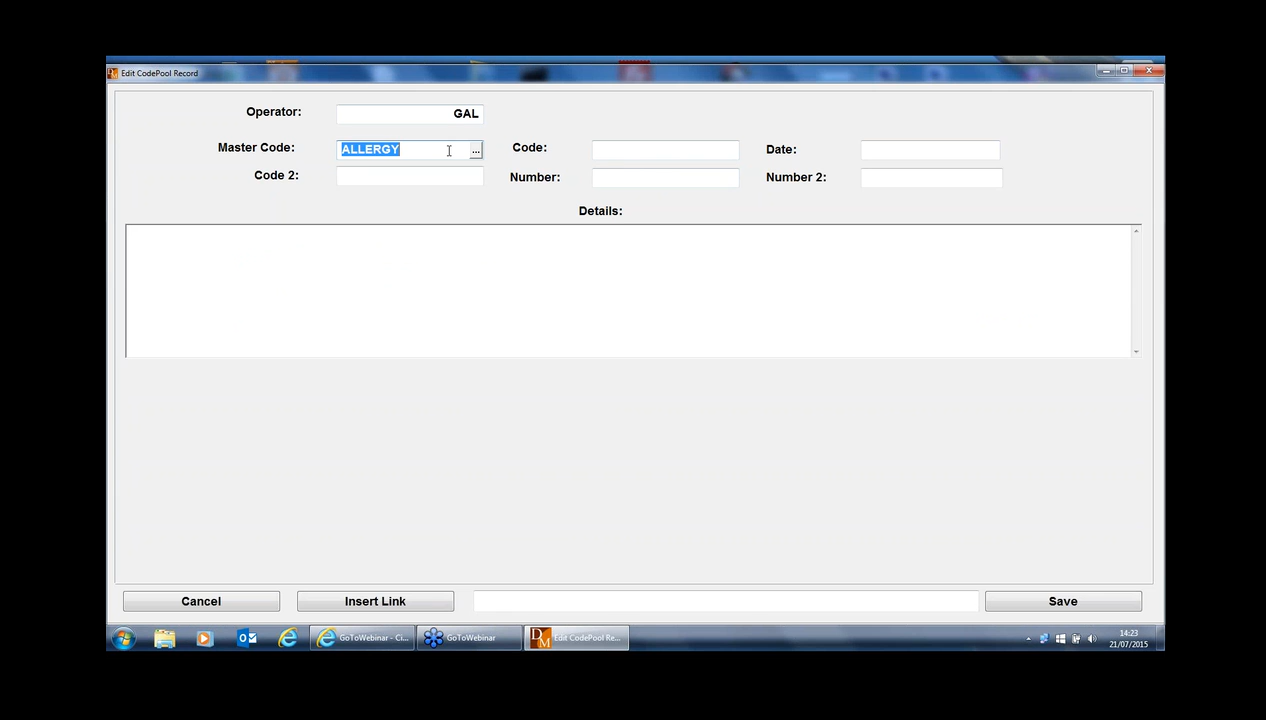 Edit CodePool Record
Operator: GAL
Master Code: ALLERGY ... Code: Date:
Code 2: Number: Number 2:
Details:
Cancel Insert Link Save
GoToWebinar - Ci... GoToWebinar Edit CodePool Re... 14:23
21/07/2015